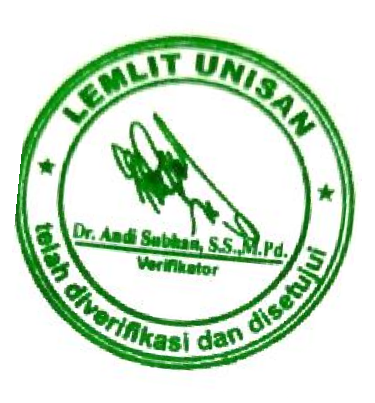 LEMLIT UNISAN
Dr. Andi Subhan, S.S.,M.Pd.
Verifikator
telah diverifikasi dan disetujui